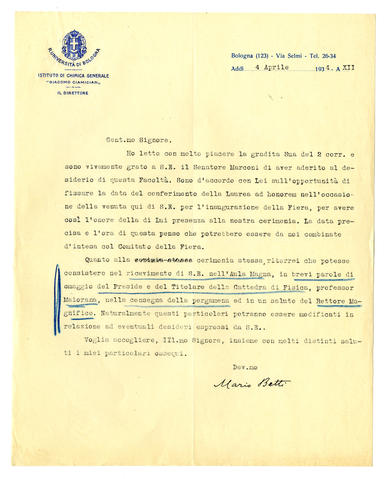 R. UNIVERSITÀ DI BOLOGNA
ISTITUTO DI CHIMICA GENERALE
"GIACOMO CIAMICIAN"
IL DIRETTORE
Bologna (123) - Via Selmi - Tel. 26-34
Addì 4 Aprile 1934. A XII
Gent.mo Signore,
Ho letto con molto piacere la gradita Sua del 2 corr. e
sono vivamente grato a S.E. il Senatore Marconi di aver aderito al de-
siderio di questa Facoltà. Sono d'accordo con Lei sull'opportunità di
fissare la data del conferimento della Laurea ad honorem nell'occasione
della venuta qui di S.E. per l'inaugurazione della Fiera, per avere
così l'onore della di Lui presenza alla nostra cerimonia. La data preci-
sa e l'ora di questa penso che potrebbero essere da noi combinate
d'intesa col Comitato della Fiera.
Quanto alla cerimonia stessa, riterrei che potesse
consistere nel ricevimento di S.E. nell'Aula Magna, in brevi parole di
omaggio del Preside e del Titolare della Cattedra di Fisica, professor
Majorana, nella consegna della pergamena ed in un saluto del Rettore Ma-
gnifico. Naturalmente questi particolari potranno essere modificati in
relazione ad eventuali desideri espressi da S.E..
Voglia accogliere, Ill.mo Signore, insieme con molti distinti salu-
ti i miei particolari ossequi.
Dev.mo
Mario Betti